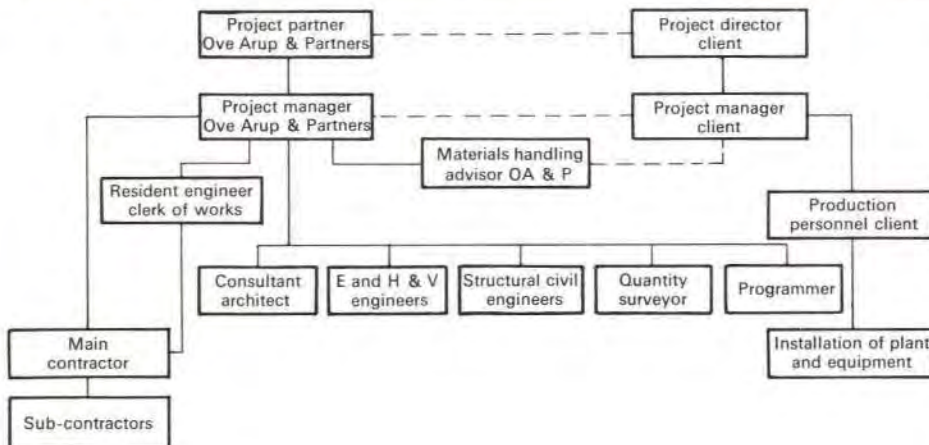 Project partner
Ove Arup & Partners
Project director
client
Project manager
Ove Arup & Partners
Project manager
client
Materials handling
advisor OA & P
Resident engineer
clerk of works
Production
personnel client
Consultant
architect
E and H & V
engineers
Structural civil
engineers
Quantity
surveyor
Programmer
Main
contractor
Installation of plant
and equipment
Sub-contractors